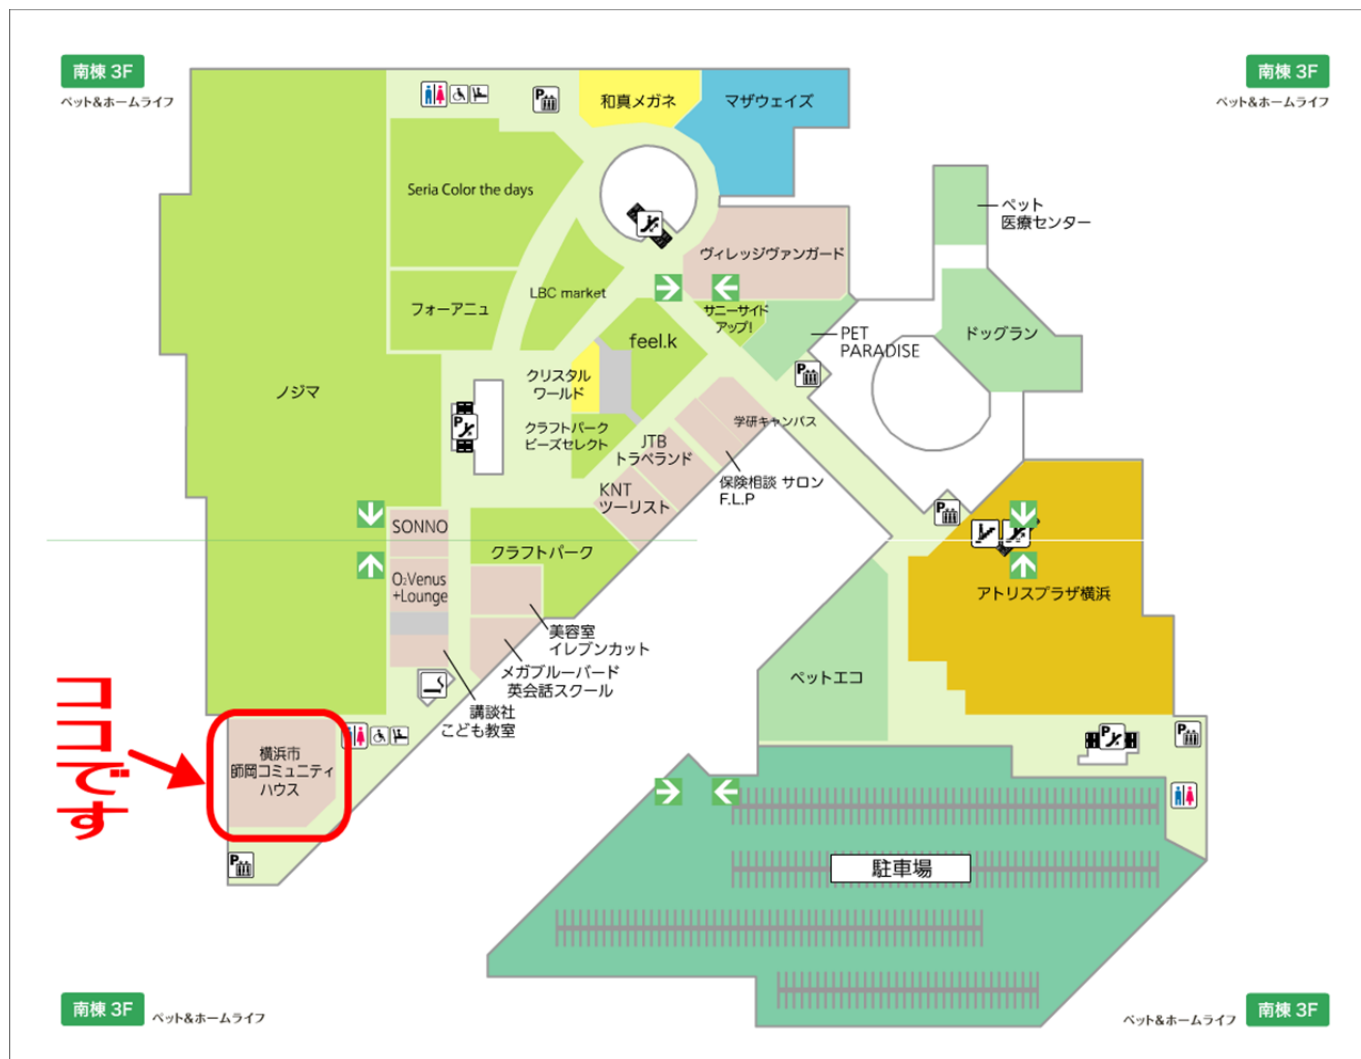 南棟 3F
ペット&ホームライフ
南棟 3F
ペット&ホームライフ
和真メガネ
マザウェイズ
Seria Color the days
ペット
医療センター
ヴィレッジヴァンガード
LBC market
フォーアニュ
サニーサイド
アップ!
feel.k
PET
PARADISE
ドッグラン
ノジマ
クリスタル
ワールド
クラフトパーク
ビーズセレクト
学研キャンパス
JTB
トラベランド
保険相談 サロン
F.L.P
KNT
ツーリスト
SONNO
クラフトパーク
O₂Venus
+Lounge
アトリスプラザ横浜
美容室
イレブンカット
メガブルーバード
英会話スクール
ペットエコ
講談社
こども教室
ココです
横浜市
師岡コミュニティ
ハウス
駐車場
南棟 3F
ペット&ホームライフ
ペット&ホームライフ
南棟 3F
P
P
P
P
P
P
P
P